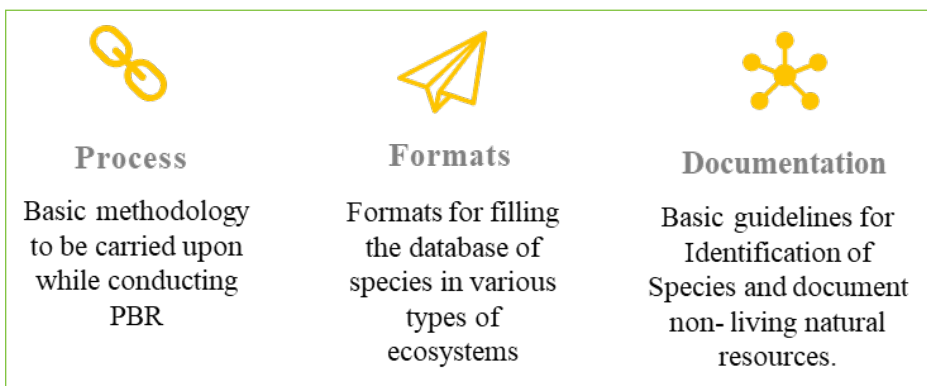 Process
Basic methodology
to be carried upon
while conducting
PBR
Formats
Formats for filling
the database of
species in various
types of
ecosystems
Documentation
Basic guidelines for
Identification of
Species and document
non- living natural
resources.